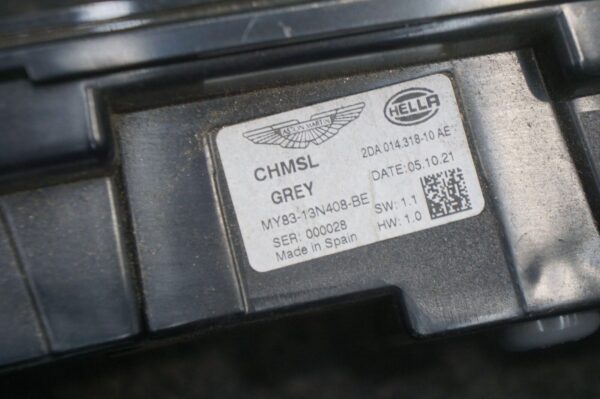 ASTON MARTIN
HELLA
CHMSL
2DA 014.318-10 AE
GREY
DATE:05.10.21
MY83-13N408-BE
SW: 1.1
SER: 000028
HW: 1.0
Made in Spain